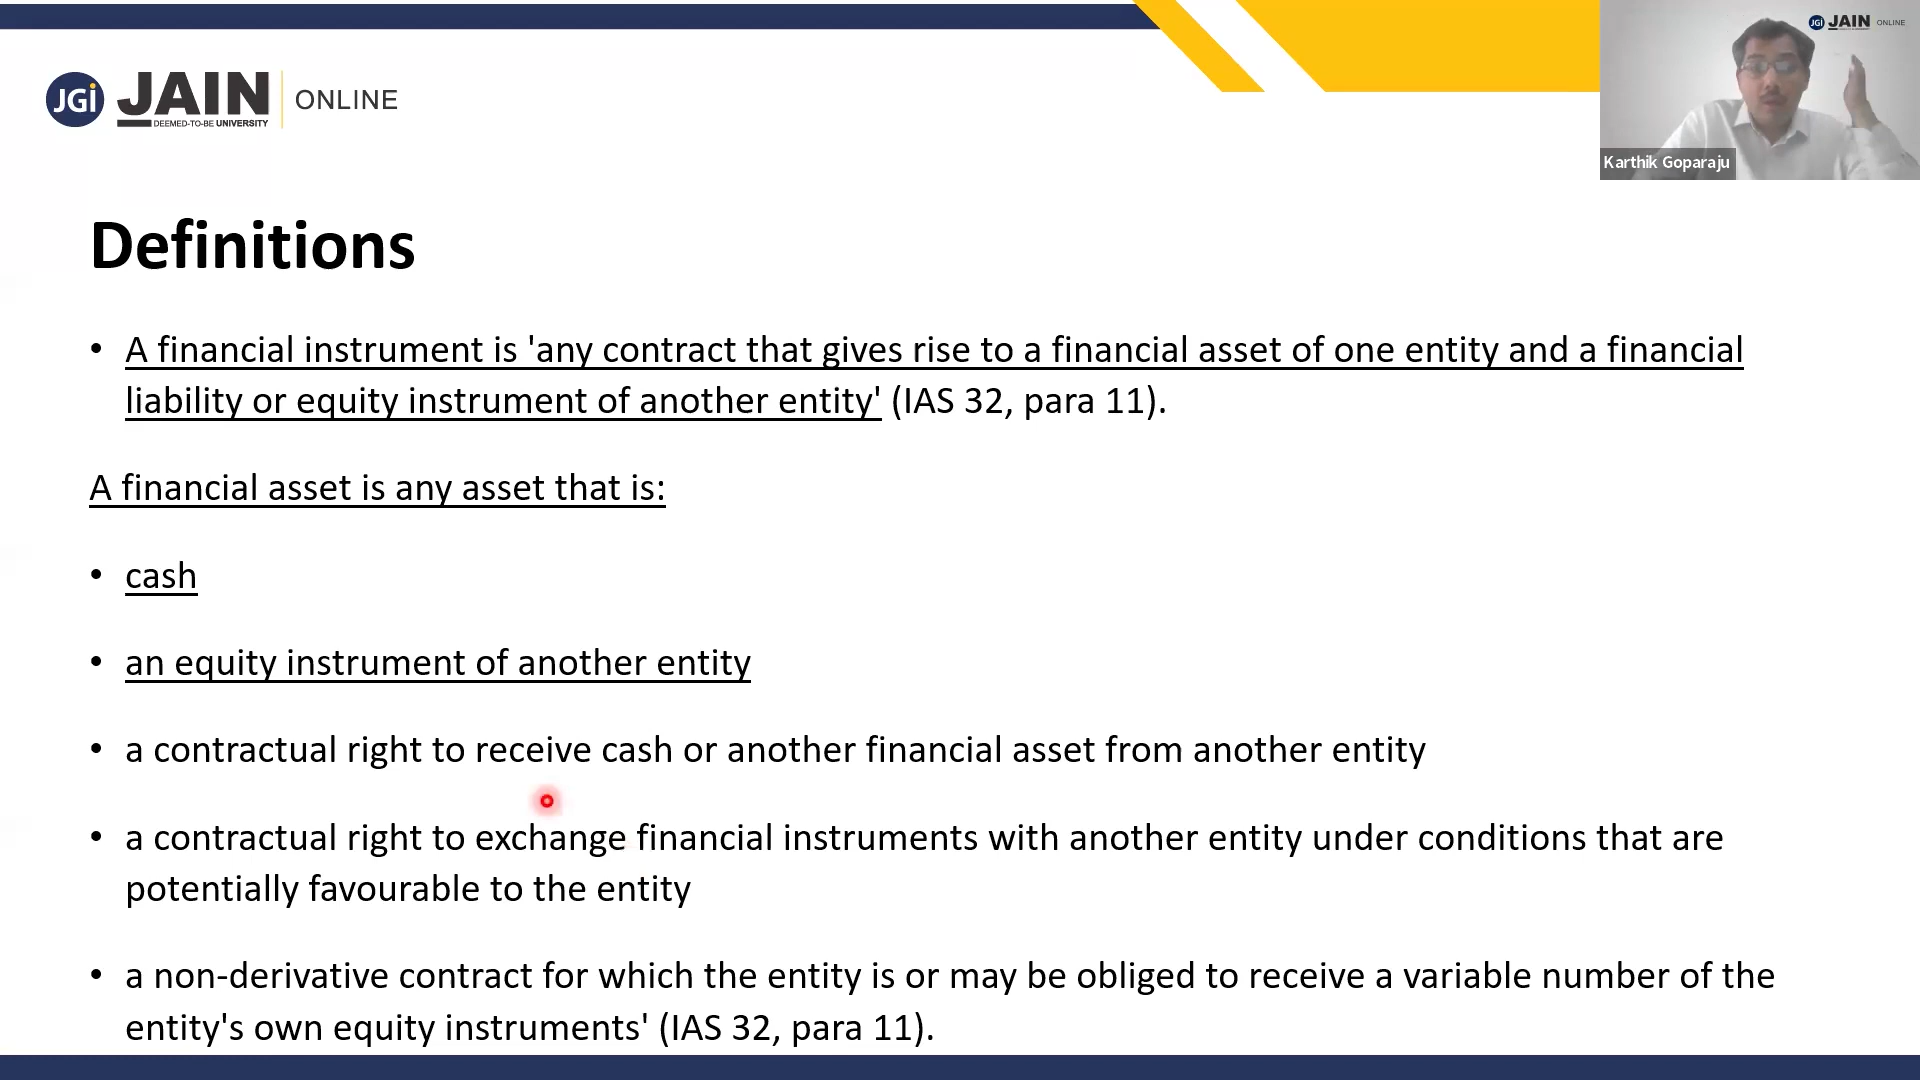 JGi JAIN ONLINE
DEEMED-TO-BE UNIVERSITY
JGI JAIN ONLINE
Karthik Goparaju
Definitions
• A financial instrument is 'any contract that gives rise to a financial asset of one entity and a financial
liability or equity instrument of another entity' (IAS 32, para 11).
A financial asset is any asset that is:
• cash
• an equity instrument of another entity
• a contractual right to receive cash or another financial asset from another entity
• a contractual right to exchange financial instruments with another entity under conditions that are
potentially favourable to the entity
• a non-derivative contract for which the entity is or may be obliged to receive a variable number of the
entity's own equity instruments' (IAS 32, para 11).